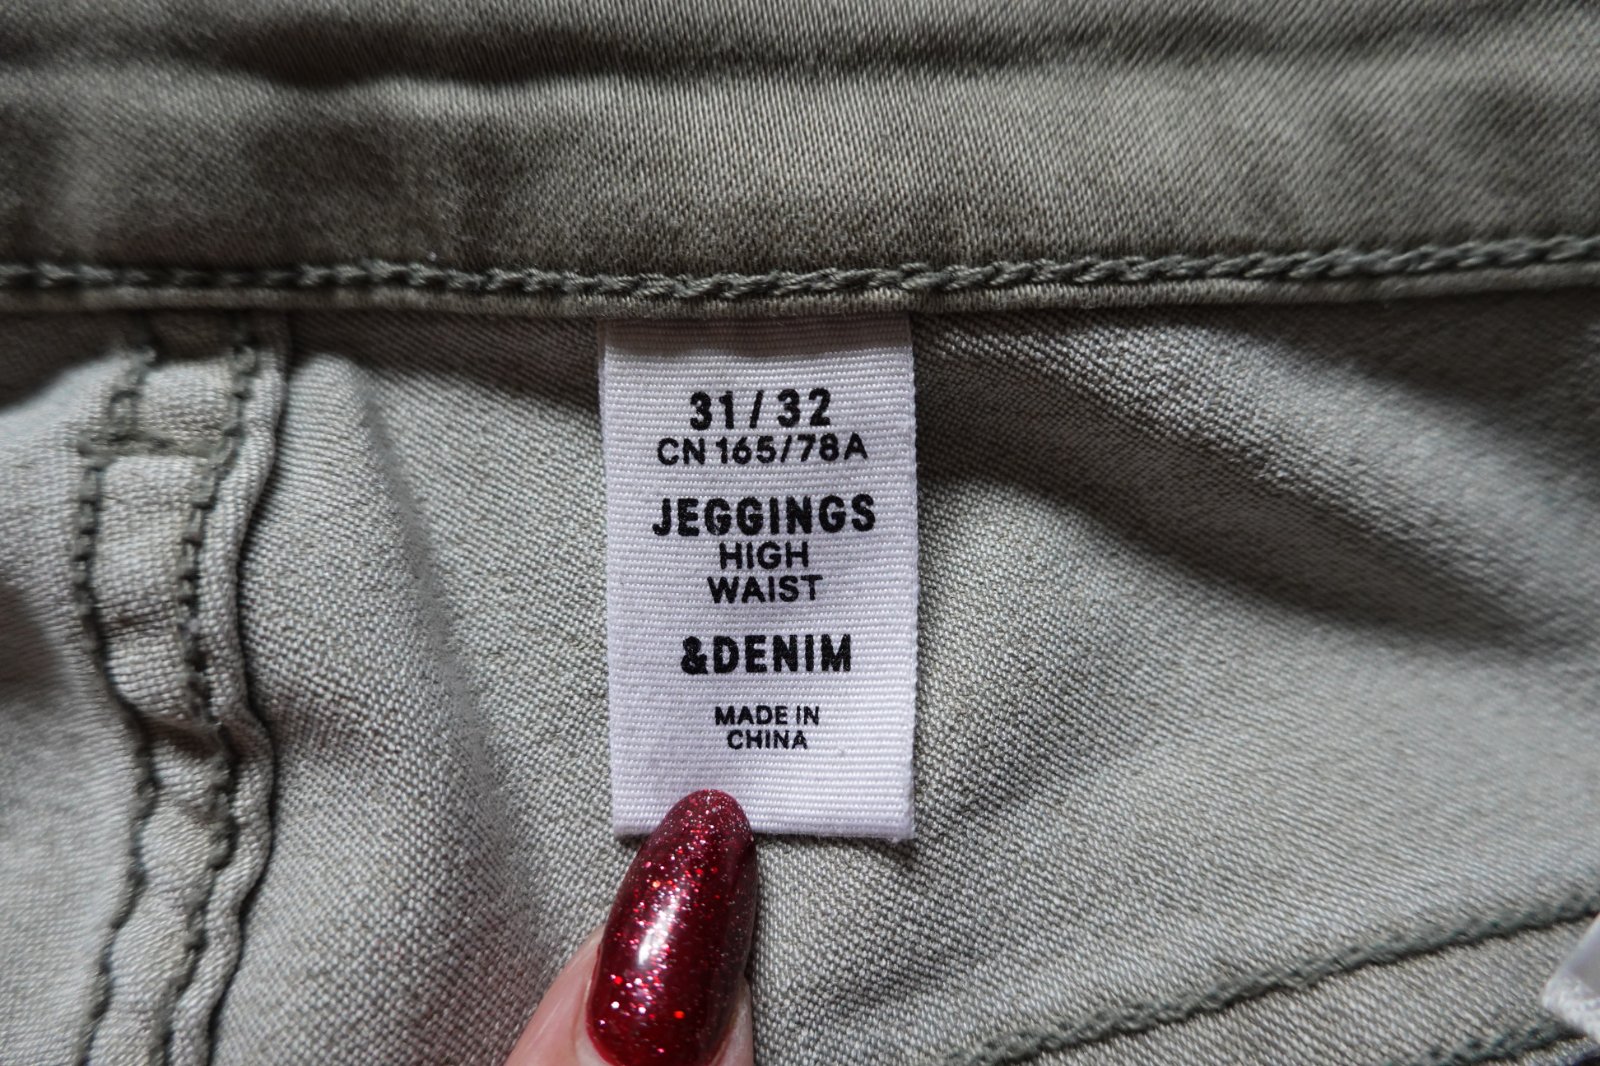 31/32
CN 165/78A
JEGGINGS
HIGH
WAIST
&DENIM
MADE IN
CHINA